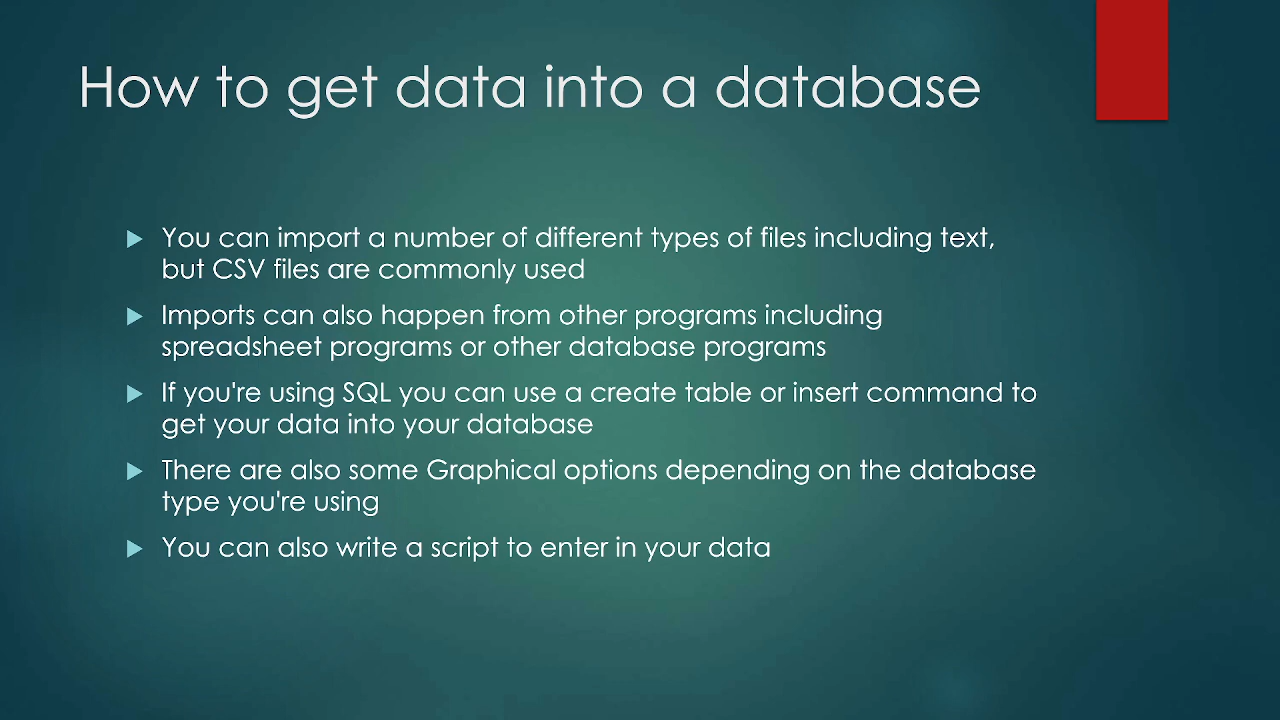 How to get data into a database
You can import a number of different types of files including text,
but CSV files are commonly used
Imports can also happen from other programs including
spreadsheet programs or other database programs
If you're using SQL you can use a create table or insert command to
get your data into your database
There are also some Graphical options depending on the database
type you're using
You can also write a script to enter in your data